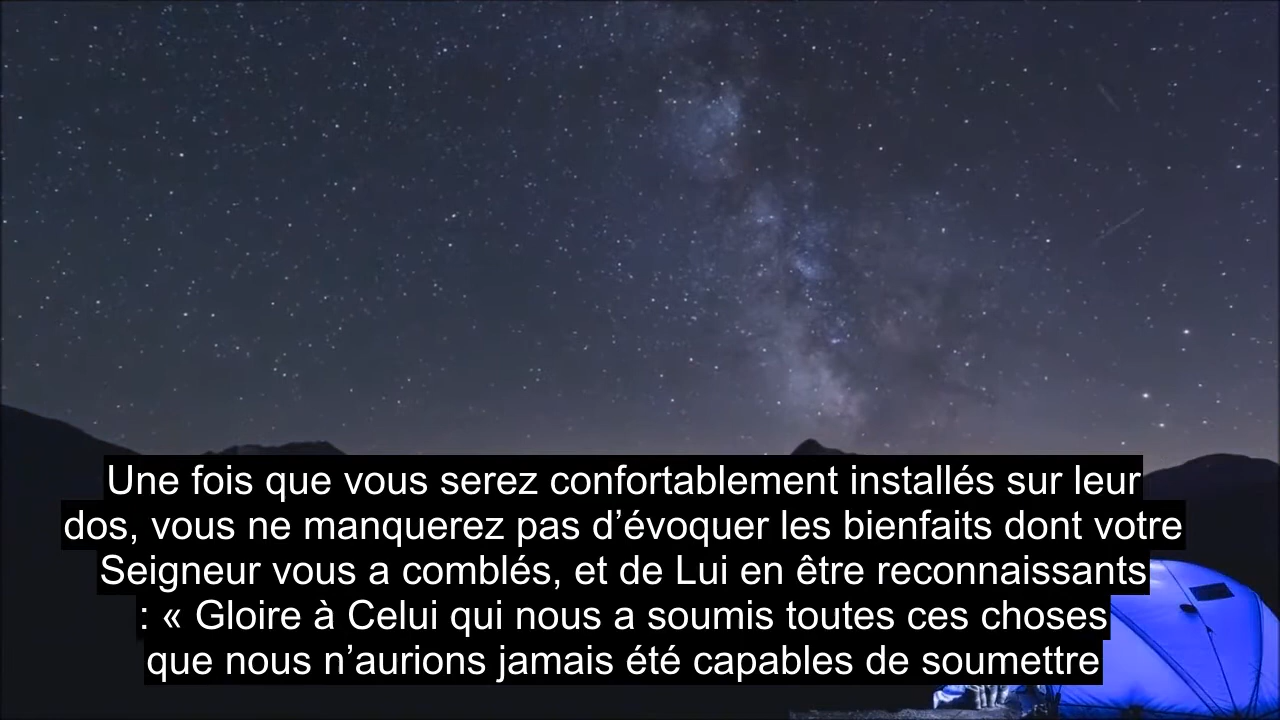 Une fois que vous serez confortablement installés sur leur
dos, vous ne manquerez pas d’évoquer les bienfaits dont votre
Seigneur vous a comblés, et de Lui en être reconnaissants
: « Gloire à Celui qui nous a soumis toutes ces choses
que nous n’aurions jamais été capables de soumettre